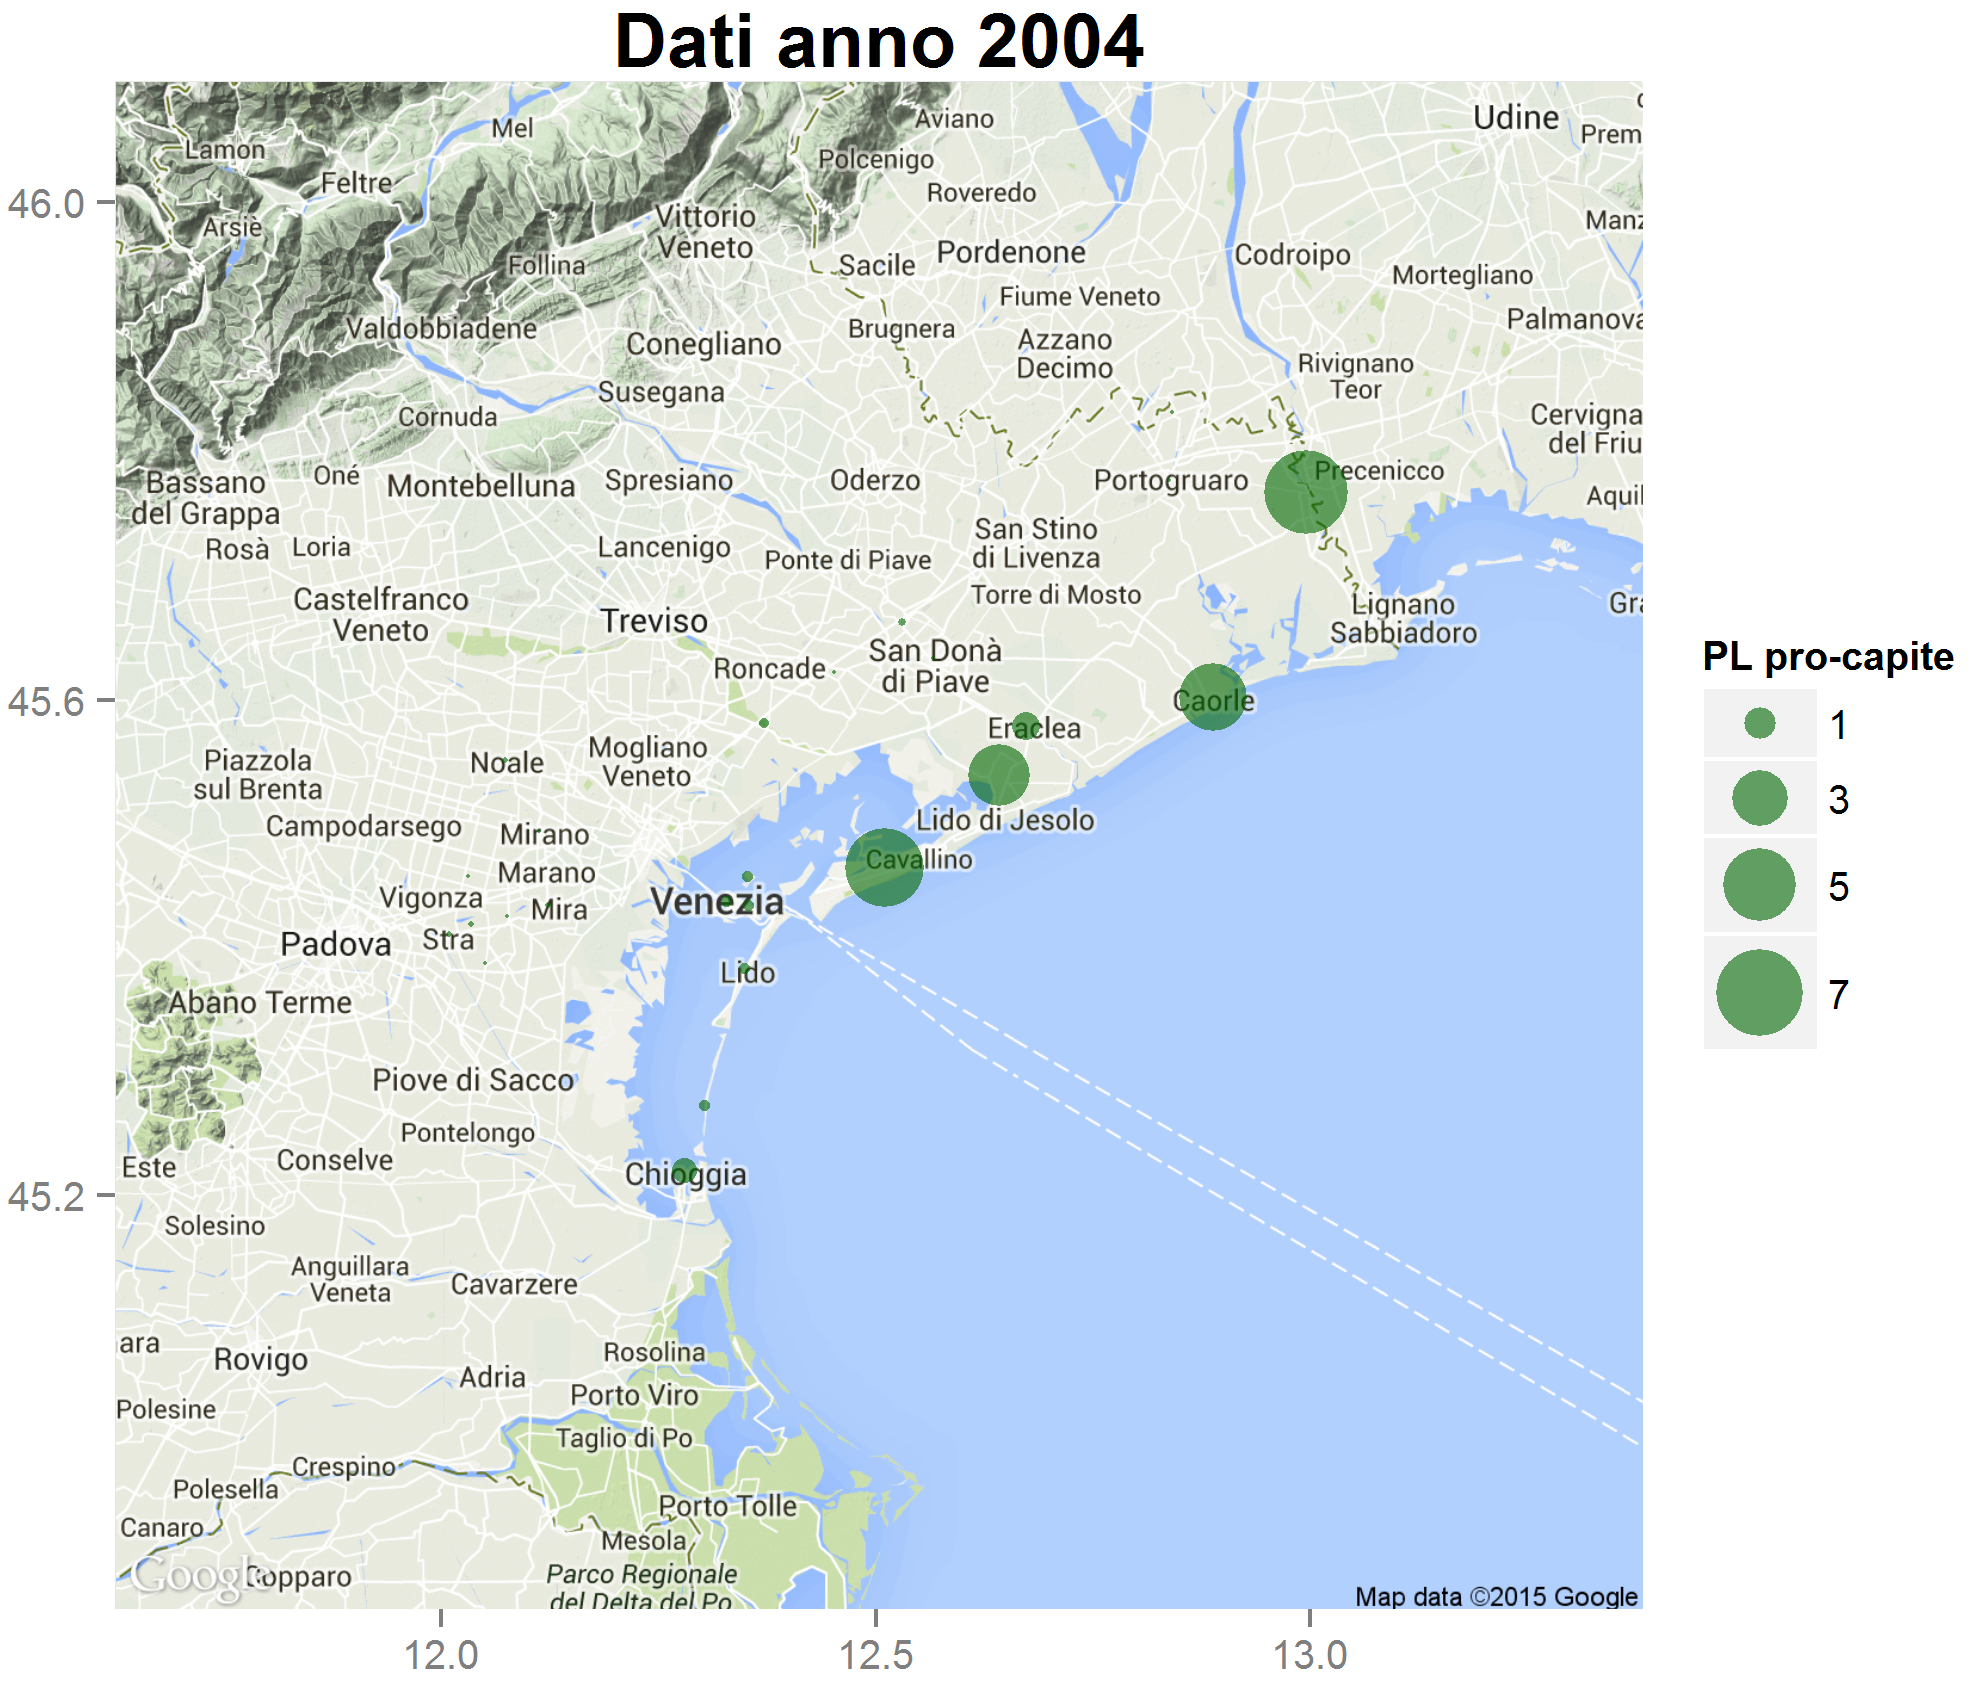 Dati anno 2004
Aviano
Udine
Mel
Prem
Lamon
Polcenigo
Feltre
Roveredo
46.0
Arsiè
Vittorio
Veneto
Manz
Follina
Sacile
Pordenone
Codroipo
Mortegliano
Fiume Veneto
Valdobbiadene
Conegliano
Brugnera
Azzano
Decimo
Palmanova
Rivignano
Teor
Susegana
Cornuda
Cervigna
del Friu
Bassano
del Grappa
Oné
Montebelluna
Spresiano
Oderzo
Portogruaro
Precenicco
Aquil
Rosà
Loria
Lancenigo
Ponte di Piave
San Stino
di Livenza
Torre di Mosto
Castelfranco
Veneto
Treviso
Lignano
Sabbiadoro
Gra
San Donà
di Piave
Roncade
PL pro-capite
45.6
Caorle
1
Eraclea
Piazzola
sul Brenta
Noale
Mogliano
Veneto
3
Campodarsego
Mirano
Lido di Jesolo
Marano
Cavallino
5
Vigonza
Mira
Venezia
Padova
Stra
Lido
7
Abano Terme
Piove di Sacco
Pontelongo
Este
Conselve
Chioggia
45.2
Solesino
Anguillara
Veneta
Cavarzere
ara
Rovigo
Adria
Rosolina
Porto Viro
Polesine
Taglio di Po
Crespino
Polesella
Porto Tolle
Canaro
Mesola
Google
Copparo
Parco Regionale
del Delta del Po
Map data ©2015 Google
12.0
12.5
13.0